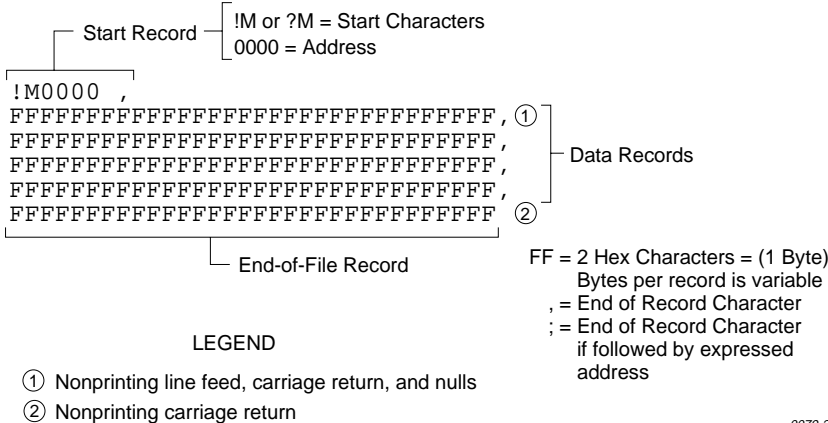 Start Record
!M or ?M = Start Characters
0000 = Address
!M0000 ,
FFFFFFFFFFFFFFFFFFFFFFFFFFFFFFFF, ①
FFFFFFFFFFFFFFFFFFFFFFFFFFFFFFFF,
FFFFFFFFFFFFFFFFFFFFFFFFFFFFFFFF,
FFFFFFFFFFFFFFFFFFFFFFFFFFFFFFFF,
FFFFFFFFFFFFFFFFFFFFFFFFFFFFFFFF ②
Data Records
End-of-File Record
FF = 2 Hex Characters = (1 Byte)
Bytes per record is variable
, = End of Record Character
; = End of Record Character
if followed by expressed
address
LEGEND
① Nonprinting line feed, carriage return, and nulls
② Nonprinting carriage return